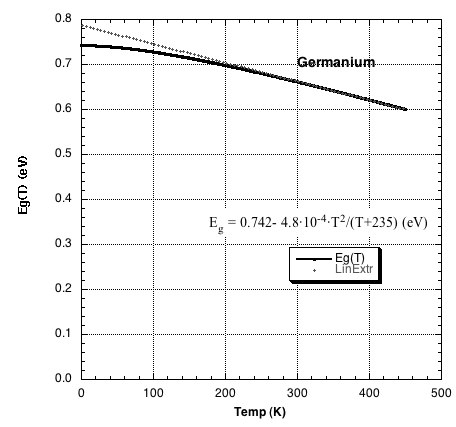 0.8
0.7
0.6
0.5
0.4
0.3
0.2
0.1
0.0
Eg(T) (eV)
Germanium
E_g = 0.742- 4.8·10^-4·T^2/(T+235) (eV)
Eg(T)
LinExtr
0 100 200 300 400 500
Temp (K)